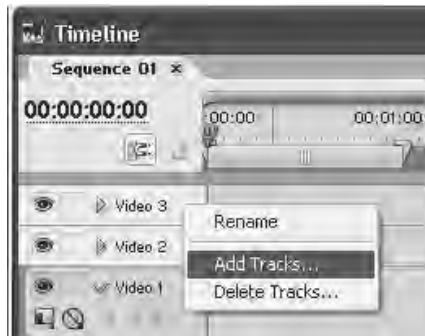 Timeline
Sequence 01 ×
00:00:00:00
:00:00 00:01:00
Video 3
Rename
Video 2
Add Tracks...
Video 1
Delete Tracks...